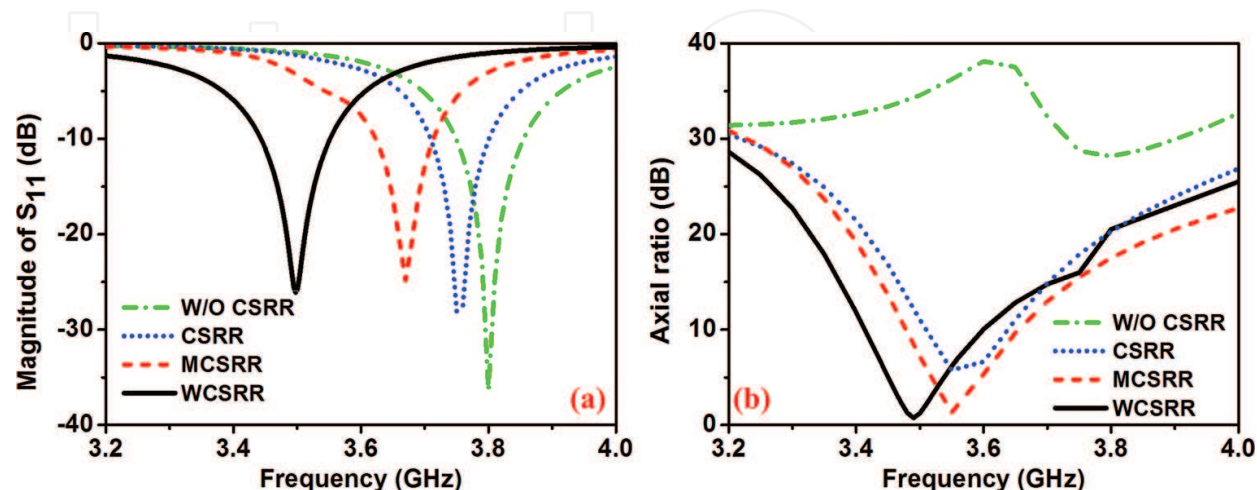 Magnitude of S11 (dB)
0
-10
-20
-30
-40
W/O CSRR
CSRR
MCSRR
WCSRR
(a)
3.2 3.4 3.6 3.8 4.0
Frequency (GHz)
Axial ratio (dB)
40
30
20
10
0
(b)
W/O CSRR
CSRR
MCSRR
WCSRR
3.2 3.4 3.6 3.8 4.0
Frequency (GHz)